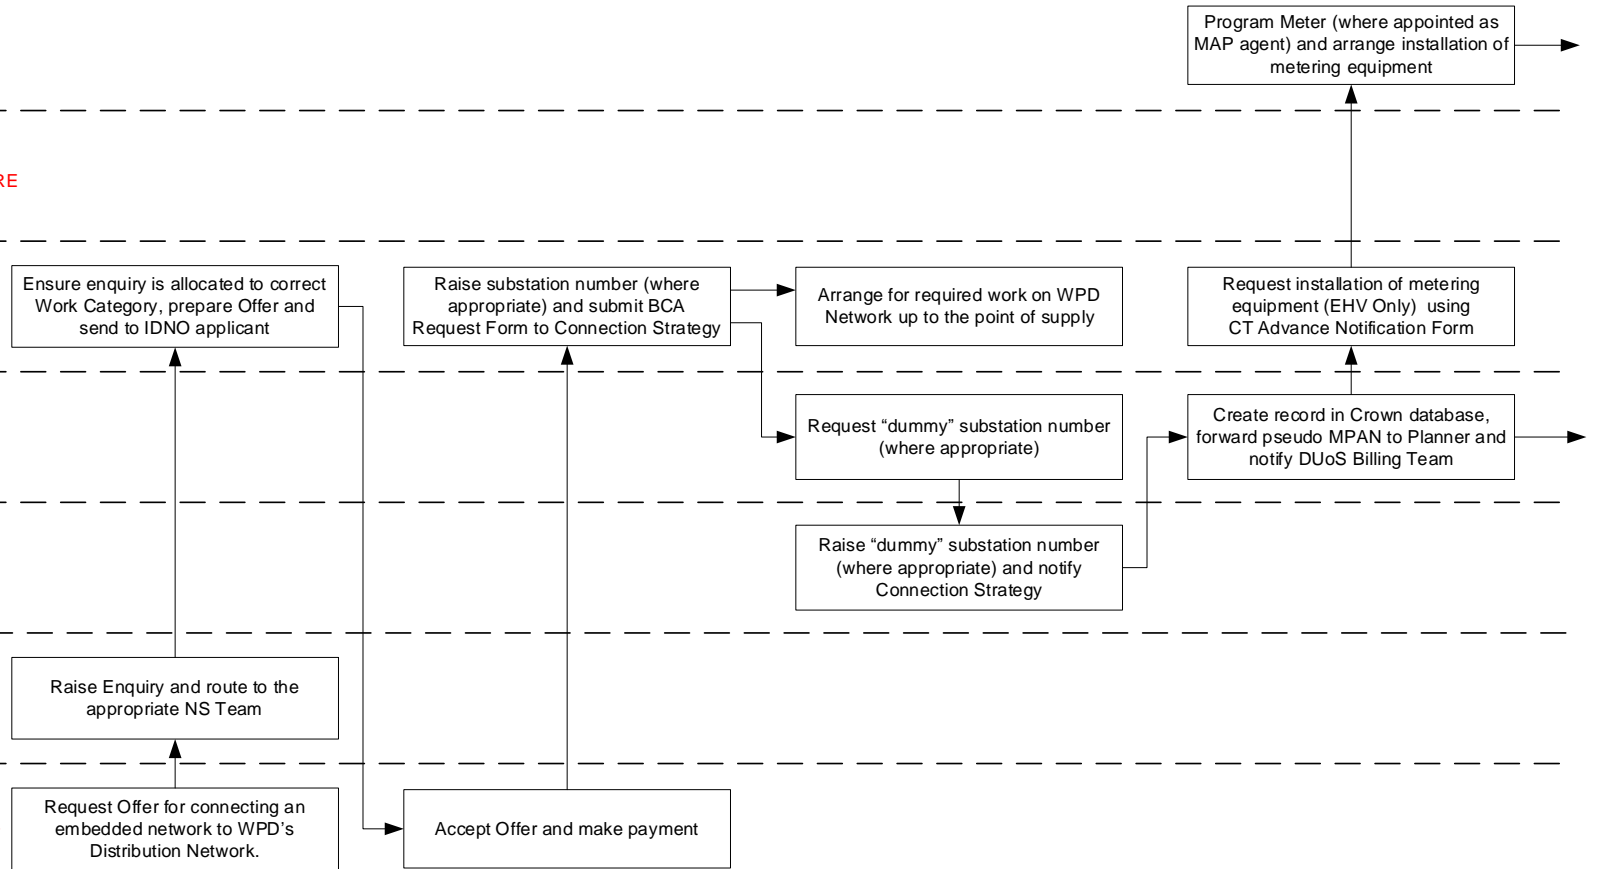 Program Meter (where appointed as
MAP agent) and arrange installation of
metering equipment
RE
Ensure enquiry is allocated to correct
Work Category, prepare Offer and
send to IDNO applicant
Raise substation number (where
appropriate) and submit BCA
Request Form to Connection Strategy
Arrange for required work on WPD
Network up to the point of supply
Request installation of metering
equipment (EHV Only) using
CT Advance Notification Form
Request “dummy” substation number
(where appropriate)
Create record in Crown database,
forward pseudo MPAN to Planner and
notify DUoS Billing Team
Raise “dummy” substation number
(where appropriate) and notify
Connection Strategy
Raise Enquiry and route to the
appropriate NS Team
Request Offer for connecting an
embedded network to WPD’s
Distribution Network.
Accept Offer and make payment